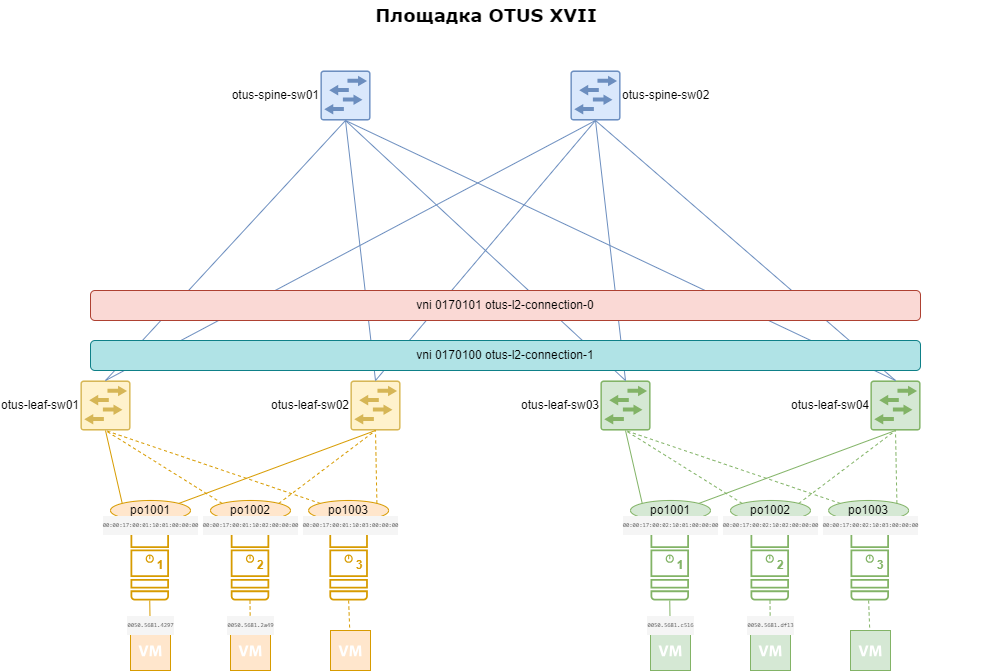 Площадка OTUS XVII
otus-spine-sw01
otus-spine-sw02
vni 0170101 otus-l2-connection-0
vni 0170100 otus-l2-connection-1
otus-leaf-sw01
otus-leaf-sw02
otus-leaf-sw03
otus-leaf-sw04
po1001
po1002
po1003
po1001
po1002
po1003
00:00:17:00:01:10:01:00:00:00
00:00:17:00:01:10:02:00:00:00
00:00:17:00:01:10:03:00:00:00
00:00:17:00:02:10:01:00:00:00
00:00:17:00:02:10:02:00:00:00
00:00:17:00:02:10:03:00:00:00
1
2
3
1
2
3
0050.5681.4297
0050.5681.2a49
0050.5681.c516
0050.5681.df13
VM
VM
VM
VM
VM
VM